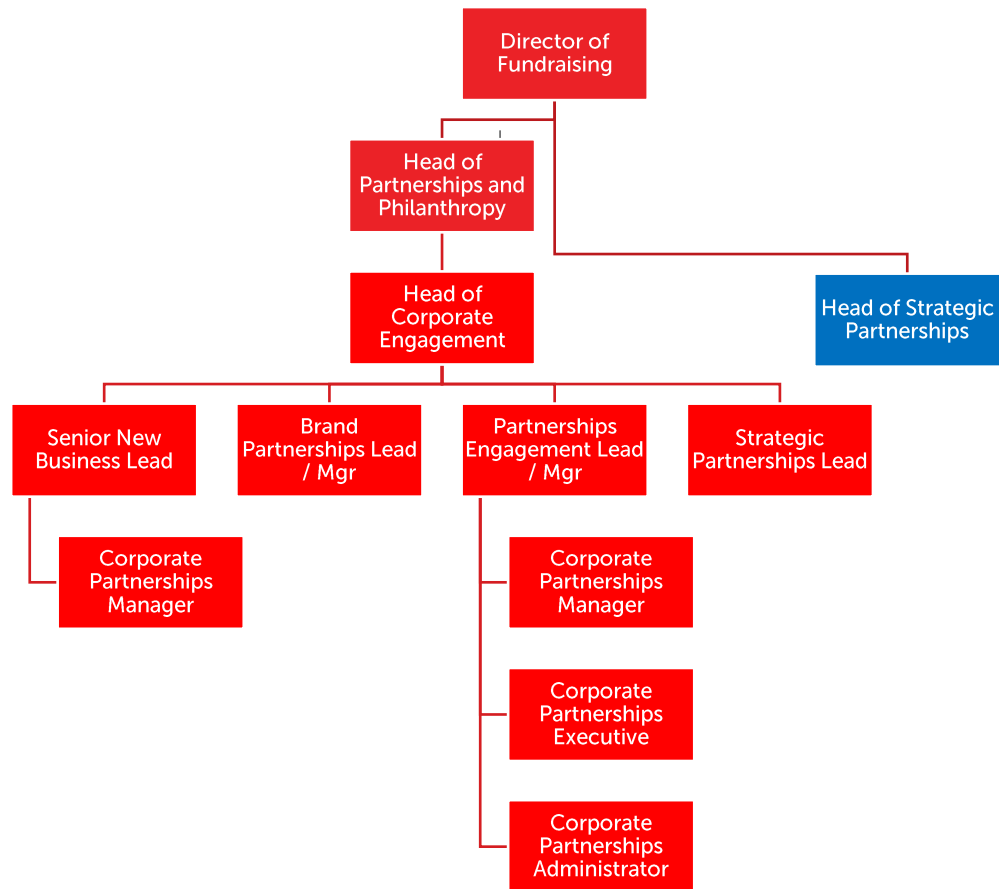 Director of
Fundraising
Head of
Partnerships and
Philanthropy
Head of
Corporate
Engagement
Head of Strategic
Partnerships
Senior New
Business Lead
Brand
Partnerships Lead
/ Mgr
Partnerships
Engagement Lead
/ Mgr
Strategic
Partnerships Lead
Corporate
Partnerships
Manager
Corporate
Partnerships
Manager
Corporate
Partnerships
Executive
Corporate
Partnerships
Administrator